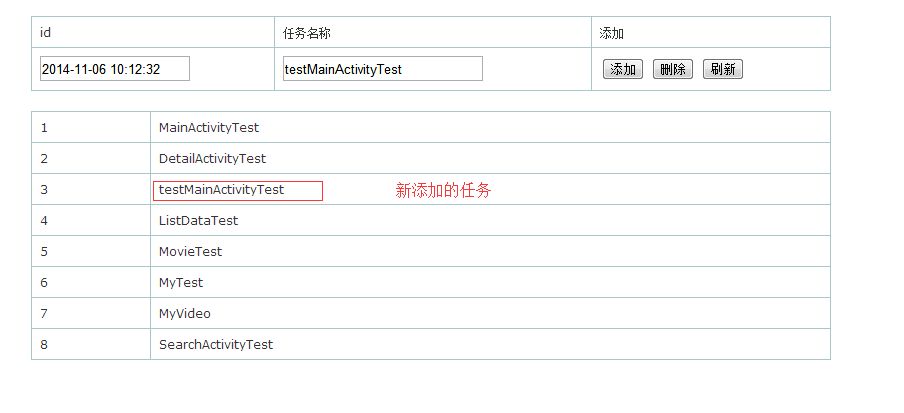 id 任务名称 添加
2014-11-06 10:12:32 testMainActivityTest 添加 删除 刷新
1 MainActivityTest
2 DetailActivityTest
3 testMainActivityTest 新添加的任务
4 ListDataTest
5 MovieTest
6 MyTest
7 MyVideo
8 SearchActivityTest